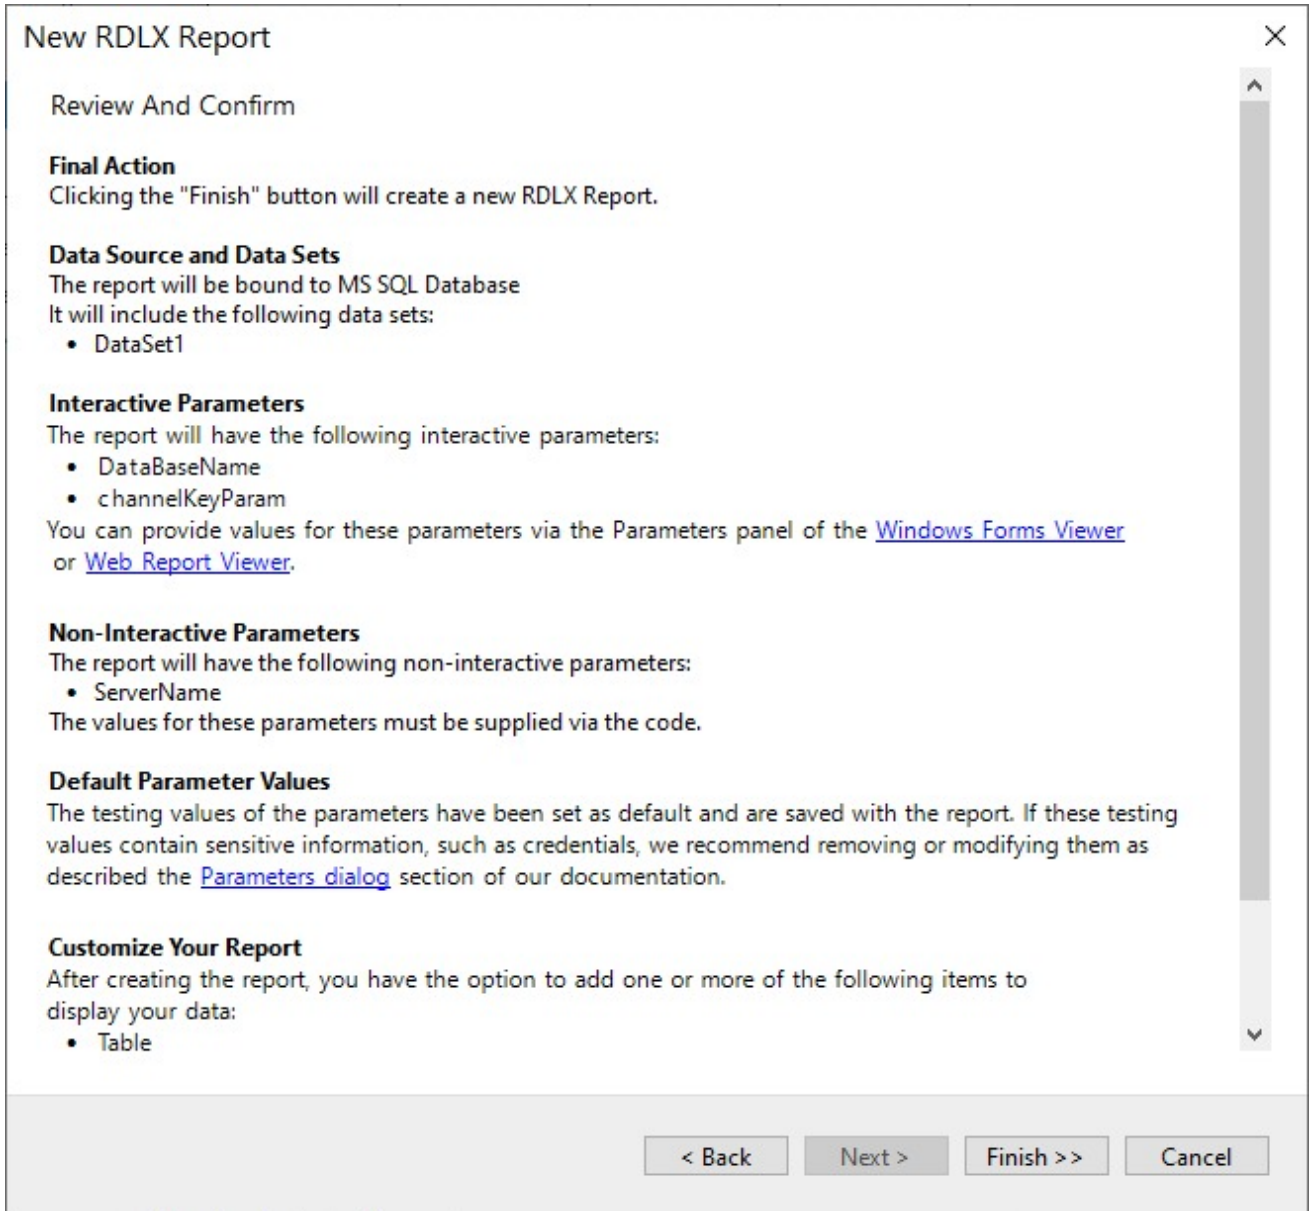 New RDLX Report
Review And Confirm
Final Action
Clicking the "Finish" button will create a new RDLX Report.
Data Source and Data Sets
The report will be bound to MS SQL Database
It will include the following data sets:
• DataSet1
Interactive Parameters
The report will have the following interactive parameters:
• DataBaseName
• channelKeyParam
You can provide values for these parameters via the Parameters panel of the Windows Forms Viewer
or Web Report Viewer.
Non-Interactive Parameters
The report will have the following non-interactive parameters:
• ServerName
The values for these parameters must be supplied via the code.
Default Parameter Values
The testing values of the parameters have been set as default and are saved with the report. If these testing
values contain sensitive information, such as credentials, we recommend removing or modifying them as
described the Parameters dialog section of our documentation.
Customize Your Report
After creating the report, you have the option to add one or more of the following items to
display your data:
• Table
< Back Next > Finish >> Cancel